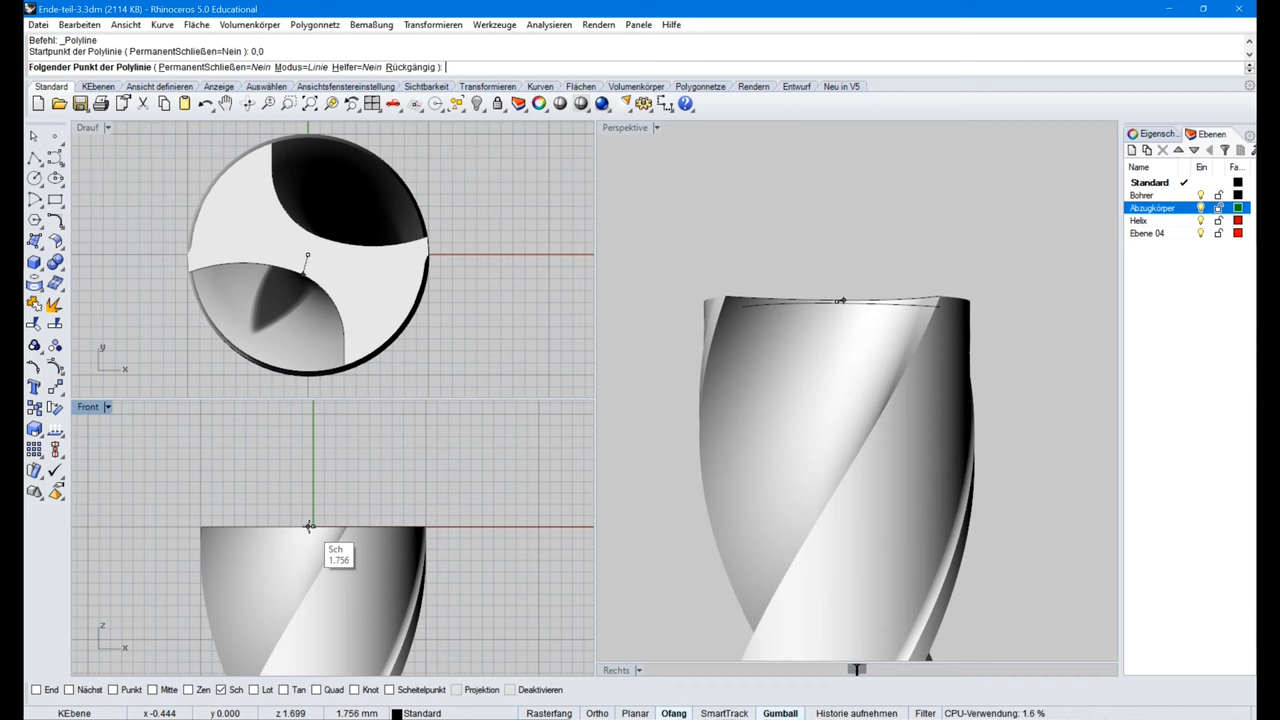 Ende-teil-3.3dm (2114 KB) - Rhinoceros 5.0 Educational
Datei Bearbeiten Ansicht Kurve Fläche Volumenkörper Polygonnetz Bemaßung Transformieren Werkzeuge Analysieren Rendern Panele Hilfe
Befehl: _Polyline
Startpunkt der Polylinie ( PermanentSchließen=Nein ): 0,0
Folgender Punkt der Polylinie ( PermanentSchließen=Nein Modus=Linie Helfer=Nein Rückgängig ):
Standard KEbenen Ansicht definieren Anzeige Auswählen Ansichtsfenstereinstellung Sichtbarkeit Transformieren Kurven Flächen Volumenkörper Polygonnetze Rendern Entwurf Neu in V5
Drauf
Perspektive
Eigensch... Ebenen
Name Ein Fa...
Standard
Bohrer
Abzugkörper
Helix
Ebene 04
y
x
Front
Sch
1.756
z
x
Rechts
End Nächst Punkt Mitte Zen Sch Lot Tan Quad Knot Scheitelpunkt Projektion Deaktivieren
KEbene x -0.444 y 0.000 z 1.699 1.756 mm Standard Rasterfang Ortho Planar Ofang SmartTrack Gumball Historie aufnehmen Filter CPU-Verwendung: 1.6 %